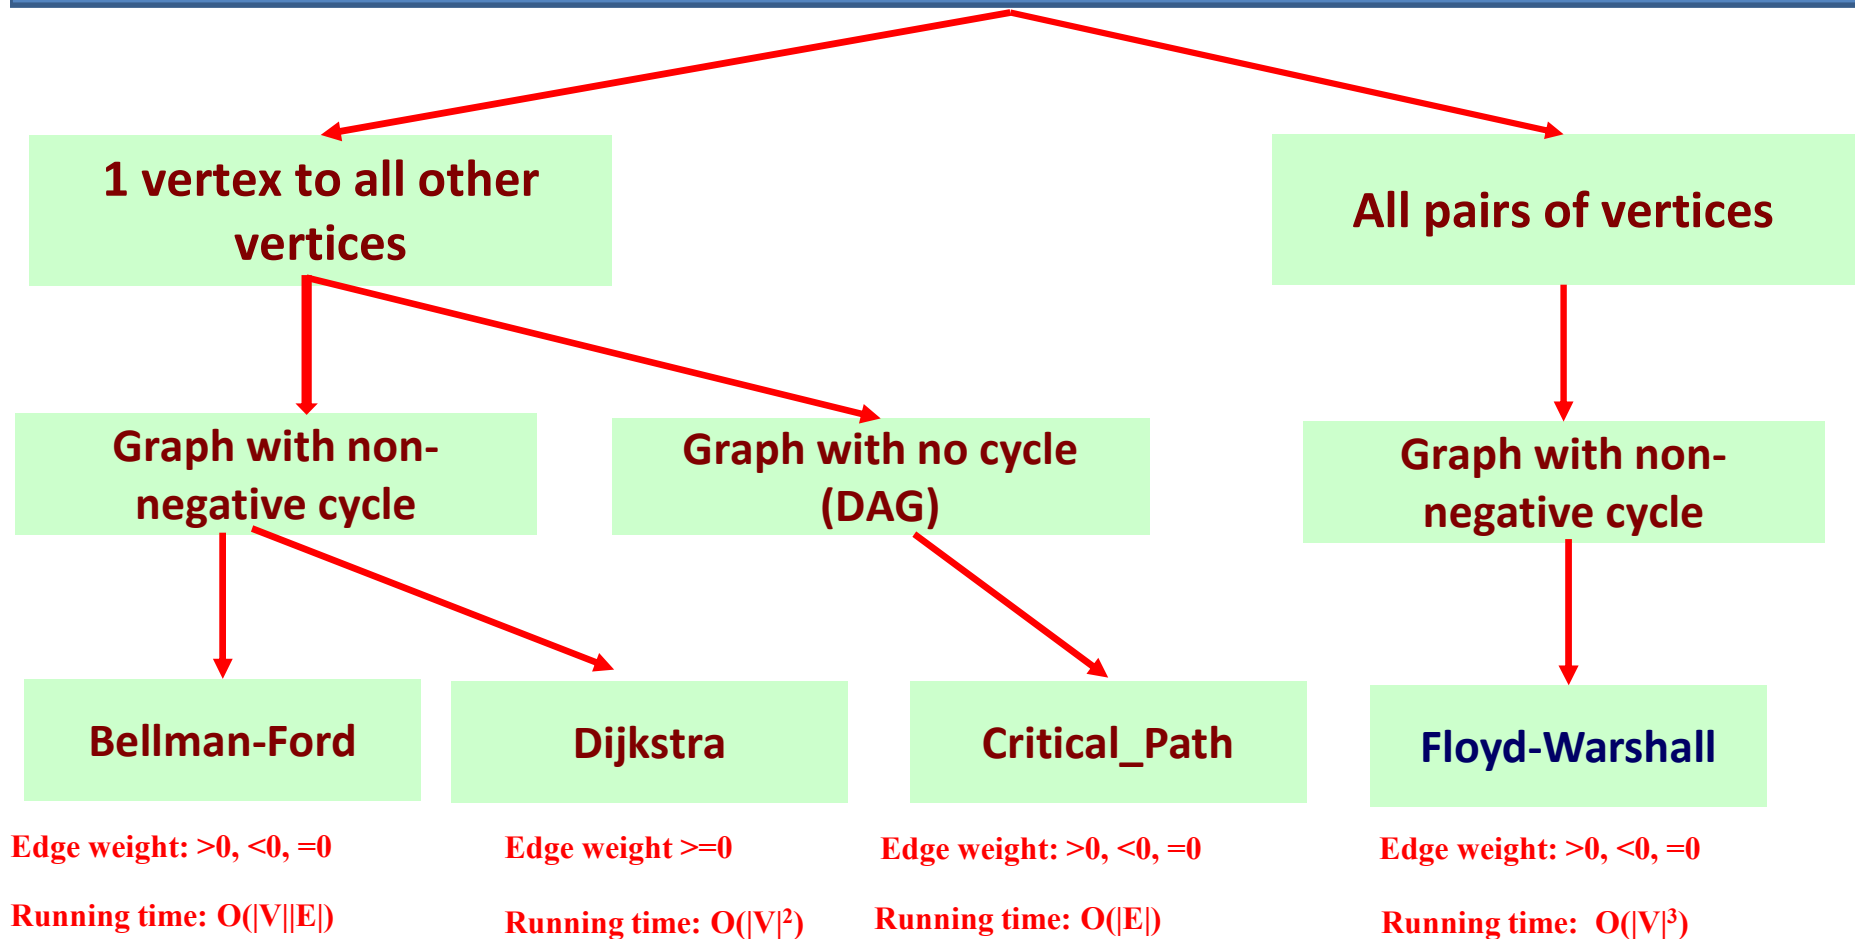 1 vertex to all other
vertices
All pairs of vertices
Graph with non-
negative cycle
Graph with no cycle
(DAG)
Graph with non-
negative cycle
Bellman-Ford
Dijkstra
Critical_Path
Floyd-Warshall
Edge weight: >0, <0, =0
Edge weight >=0
Edge weight: >0, <0, =0
Edge weight: >0, <0, =0
Running time: O(|V||E|)
Running time: O(|V|²)
Running time: O(|E|)
Running time: O(|V|³)